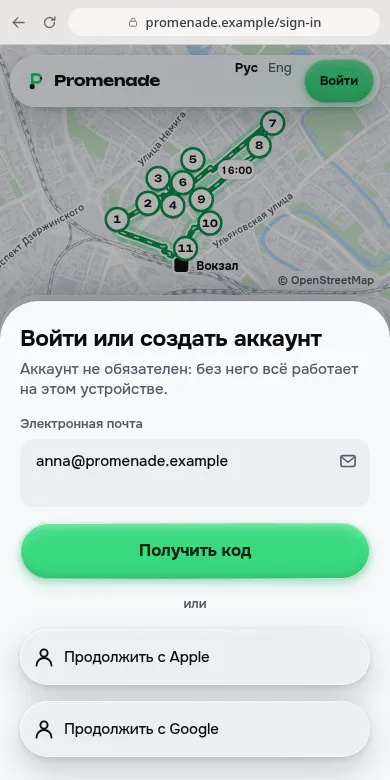 promenade.example/sign-in
Promenade
Рус Eng
Войти
улица Немига
7
8
5
16:00
3
6
2
4
9
1
10
Ульяновская улица
11
спект Дзержинского
Вокзал
© OpenStreetMap
Войти или создать аккаунт
Аккаунт не обязателен: без него всё работает
на этом устройстве.
Электронная почта
anna@promenade.example
Получить код
или
Продолжить с Apple
Продолжить с Google